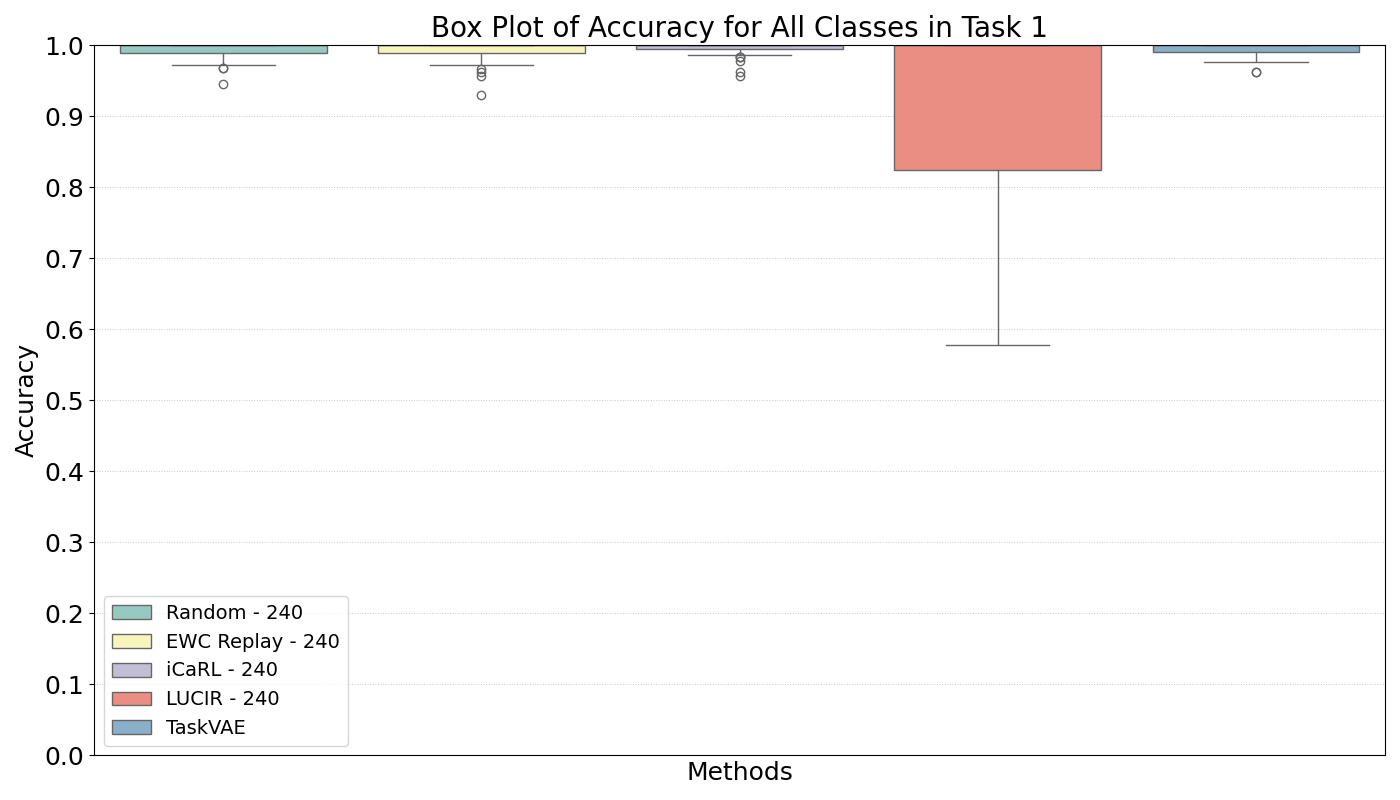 Box Plot of Accuracy for All Classes in Task 1
1.0
0.9
0.8
0.7
0.6
0.5
0.4
0.3
0.2
0.1
0.0
Accuracy
Methods
Random - 240
EWC Replay - 240
iCaRL - 240
LUCIR - 240
TaskVAE